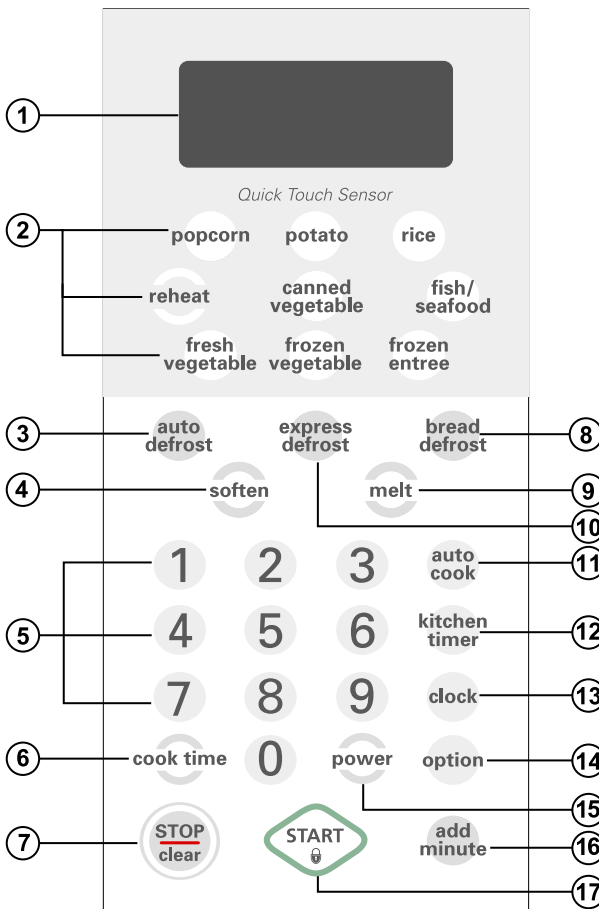 1
Quick Touch Sensor
2
popcorn potato rice
reheat canned vegetable fish/ seafood
fresh vegetable frozen vegetable frozen entree
3 auto defrost express defrost bread defrost 8
4 soften melt 9
10
1 2 3 auto cook 11
5 4 5 6 kitchen timer 12
7 8 9 clock 13
6 cook time 0 power option 14
15
7 STOP clear START add minute 16
17